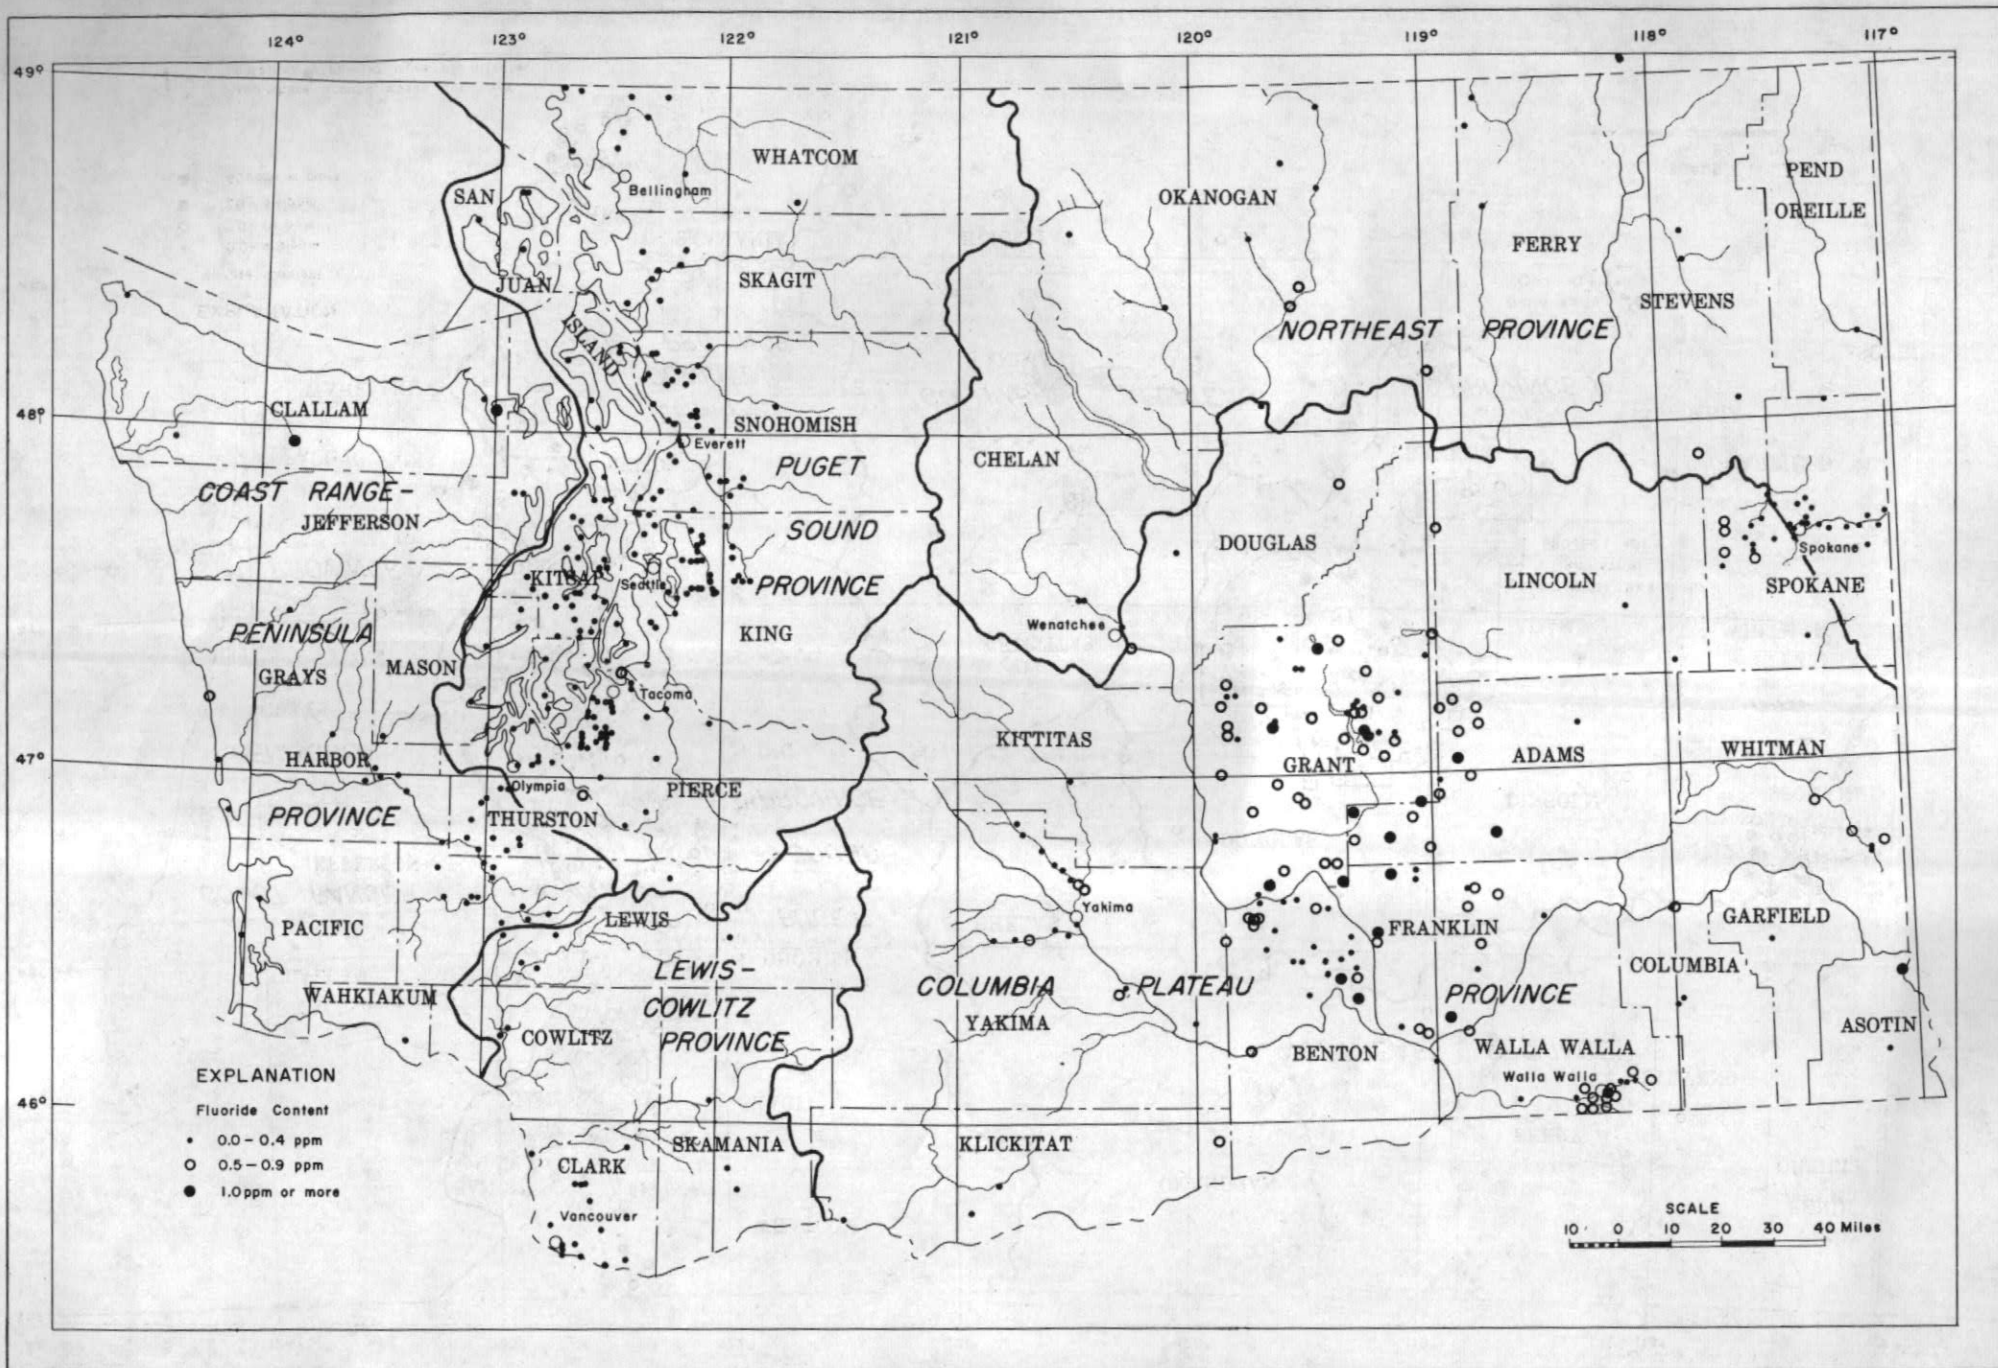 124° 123° 122° 121° 120° 119° 118° 117°
49°
WHATCOM
Bellingham
SAN
JUAN
OKANOGAN
PEND
OREILLE
FERRY
SKAGIT
STEVENS
ISLAND
NORTHEAST PROVINCE
48°
CLALLAM
SNOHOMISH
Everett
CHELAN
PUGET
SOUND
PROVINCE
COAST RANGE-
JEFFERSON
DOUGLAS
LINCOLN
Spokane
SPOKANE
KITSAP
Seattle
KING
Wenatchee
PENINSULA
GRAYS
MASON
Tacoma
KITTITAS
ADAMS
WHITMAN
47°
HARBOR
GRANT
Olympia
PIERCE
PROVINCE
THURSTON
PACIFIC
LEWIS
Yakima
FRANKLIN
GARFIELD
COLUMBIA
LEWIS-
COWLITZ
PROVINCE
COLUMBIA PLATEAU PROVINCE
WAHKIAKUM
YAKIMA
COWLITZ
BENTON
WALLA WALLA
Walla Walla
ASOTIN
46°
SKAMANIA
KLICKITAT
CLARK
Vancouver
EXPLANATION
Fluoride Content
0.0-0.4 ppm
0.5-0.9 ppm
1.0 ppm or more
SCALE
10 0 10 20 30 40 Miles